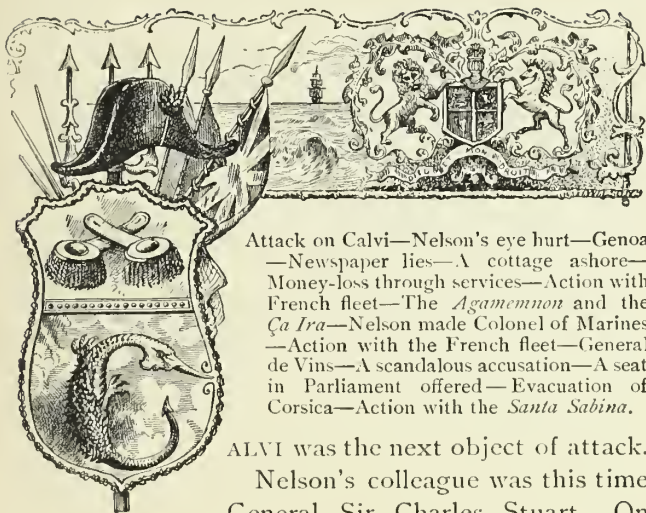 Attack on Calvi—Nelson's eye hurt—Genoa
—Newspaper lies—A cottage ashore—
Money-loss through services—Action with
French fleet—The Agamemnon and the
Ça Ira—Nelson made Colonel of Marines
—Action with the French fleet—General
de Vins—A scandalous accusation—A seat
in Parliament offered—Evacuation of
Corsica—Action with the Santa Sabina.
ALVI was the next object of attack.
Nelson's colleague was this time
General Sir Charles Stuart. On